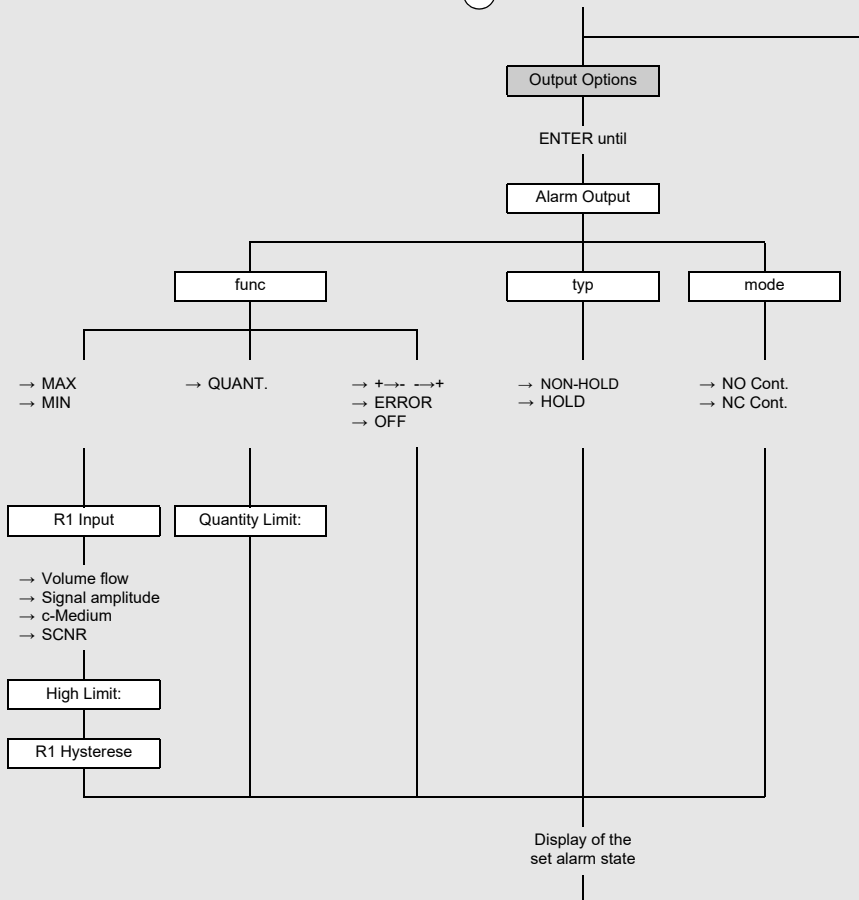 Output Options
ENTER until
Alarm Output
func
typ
mode
→ MAX
→ MIN
→ QUANT.
→ +→- -→+
→ ERROR
→ OFF
→ NON-HOLD
→ HOLD
→ NO Cont.
→ NC Cont.
R1 Input
Quantity Limit:
→ Volume flow
→ Signal amplitude
→ c-Medium
→ SCNR
High Limit:
R1 Hysterese
Display of the
set alarm state